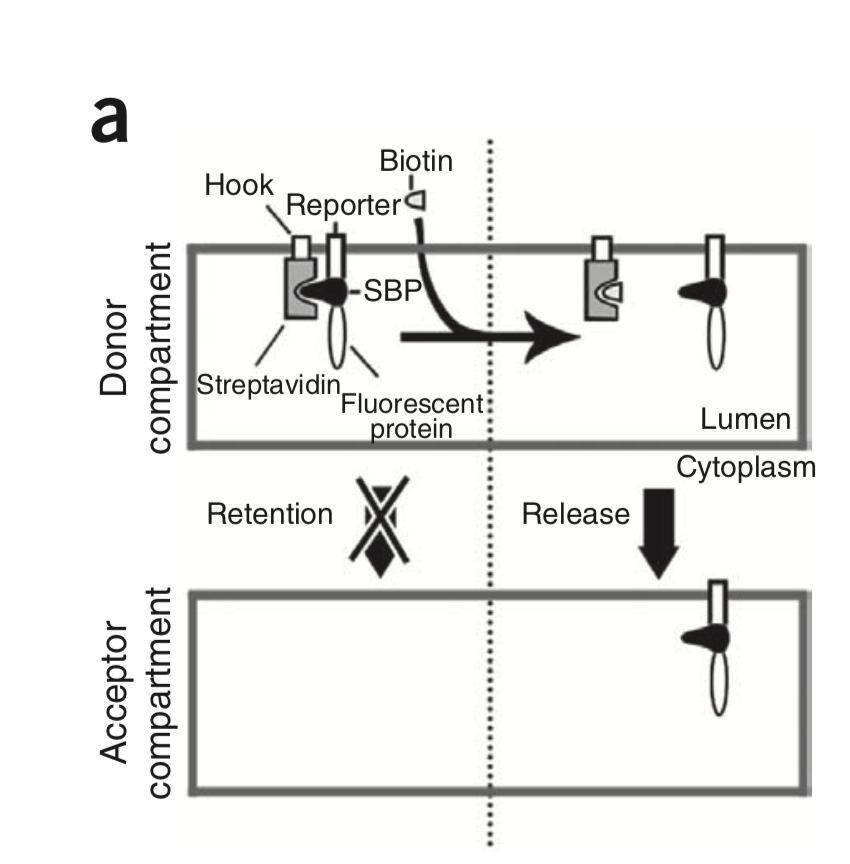 a
Biotin
Hook
Reporter
SBP
Streptavidin
Fluorescent
protein
Donor
compartment
Lumen
Cytoplasm
Retention
Release
Acceptor
compartment